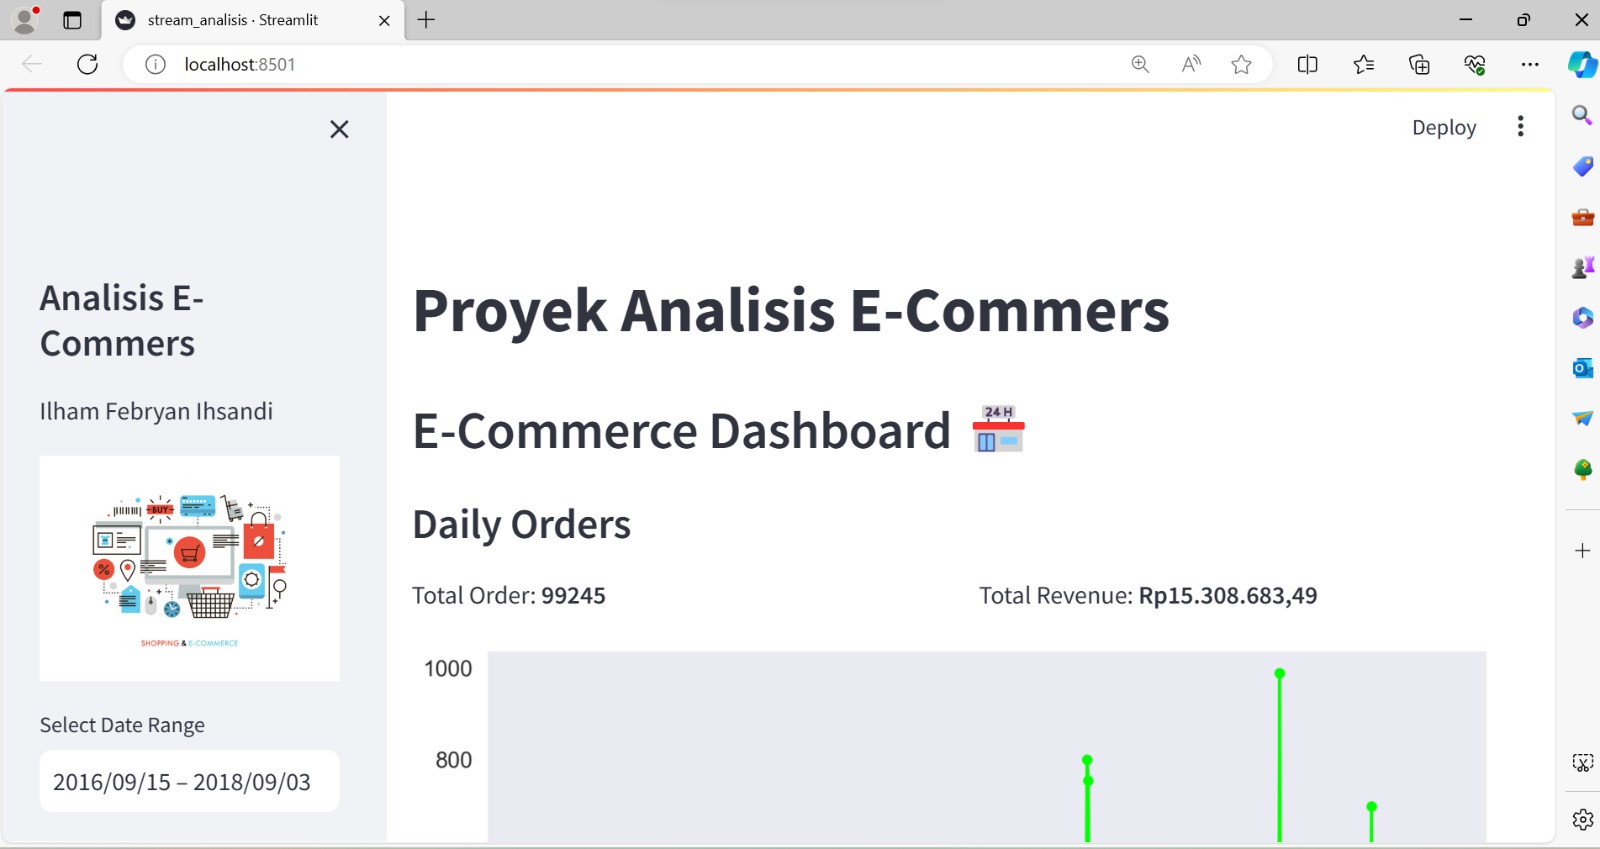 stream_analisis · Streamlit
localhost:8501
Deploy
Analisis E-
Commers
Ilham Febryan Ihsandi
BUY
%
SHOPPING & E-COMMERCE
Select Date Range
2016/09/15 – 2018/09/03
Proyek Analisis E-Commers
E-Commerce Dashboard
24 H
Daily Orders
Total Order: 99245
Total Revenue: Rp15.308.683,49
1000
800